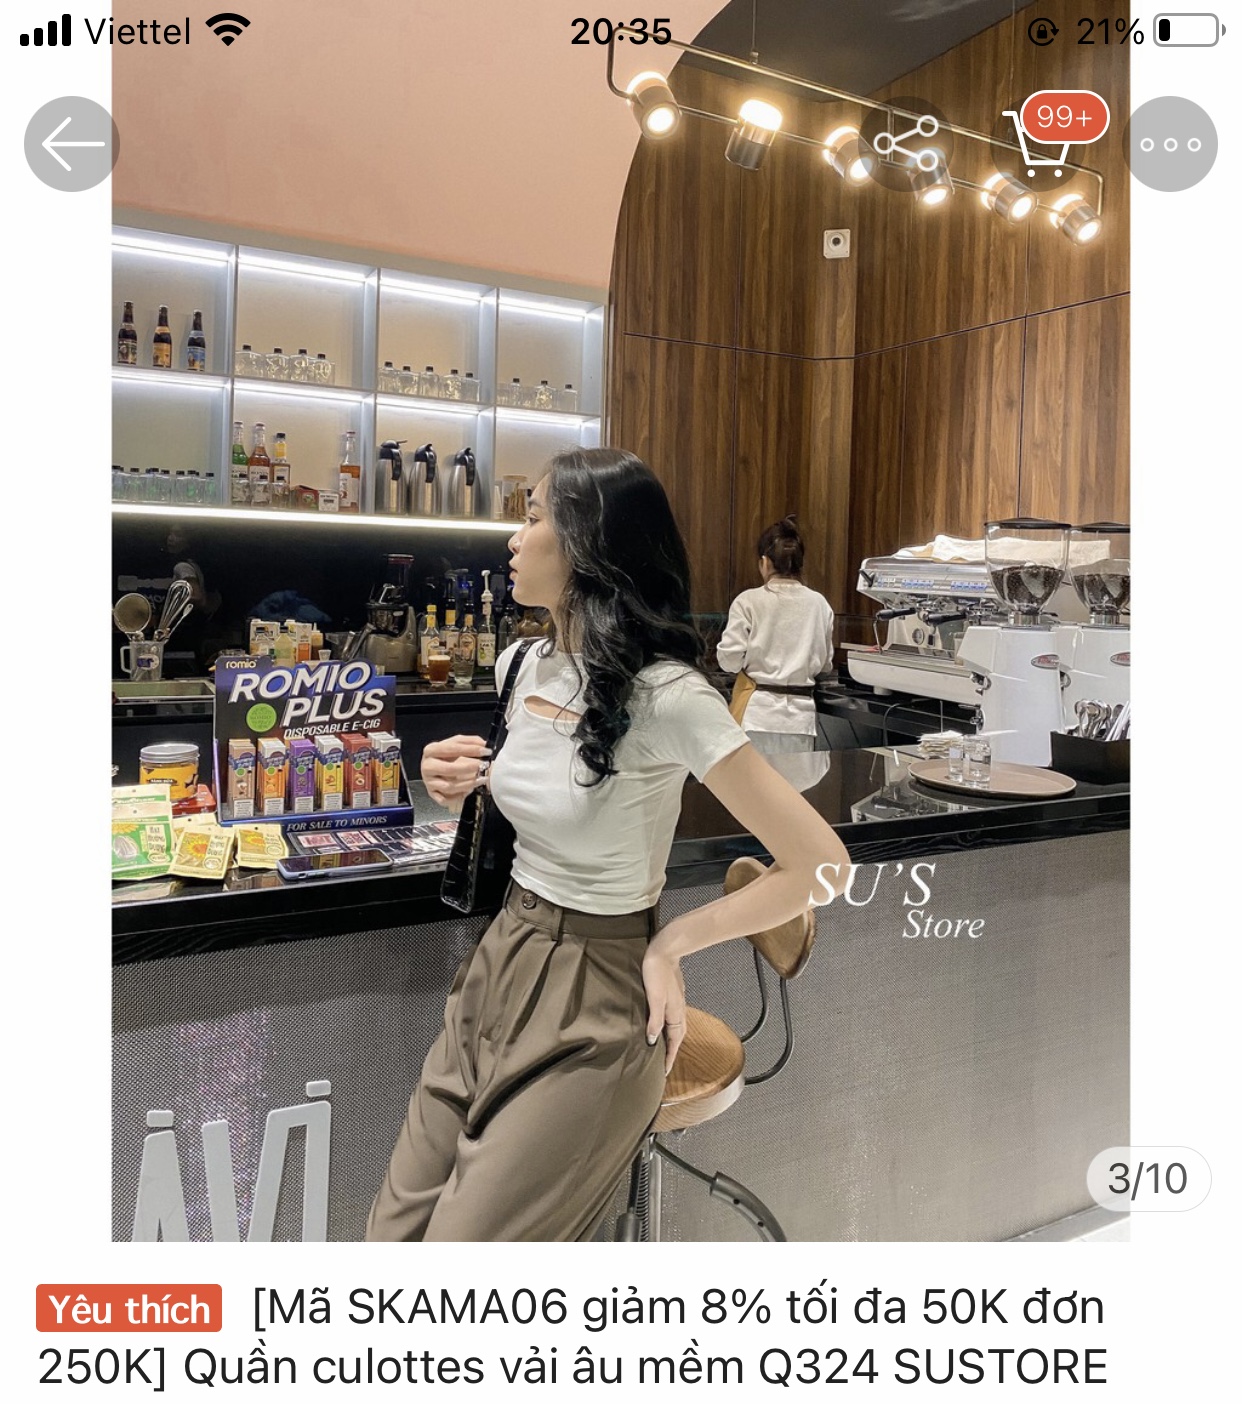 Viettel
20:35
21%
99+
romio
ROMIO
PLUS
DISPOSABLE E-CIG
FOR SALE TO MINORS
SU'S
Store
3/10
Yêu thích [Mã SKAMA06 giảm 8% tối đa 50K đơn
250K] Quần culottes vải âu mềm Q324 SUSTORE